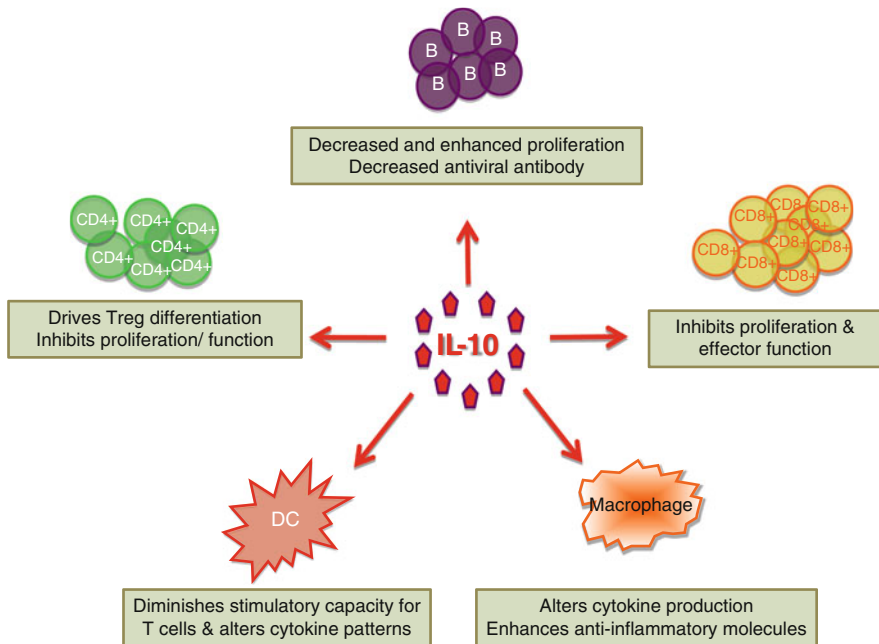 B
B
B
B
B
B
Decreased and enhanced proliferation
Decreased antiviral antibody
CD4+
CD4+
CD4+
CD4+
CD4+
CD4+
CD4+
Drives Treg differentiation
Inhibits proliferation/ function
CD8
CD8+
CD8+
CD8+
CD8+
CD8+
CD8+
CD8+
CD8+
Inhibits proliferation &
effector function
IL-10
DC
Macrophage
Diminishes stimulatory capacity for
T cells & alters cytokine patterns
Alters cytokine production
Enhances anti-inflammatory molecules